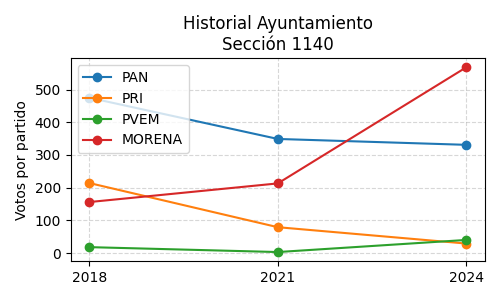 Historial Ayuntamiento
Sección 1140
Votos por partido
500
400
300
200
100
0
PAN
PRI
PVEM
MORENA
2018
2021
2024